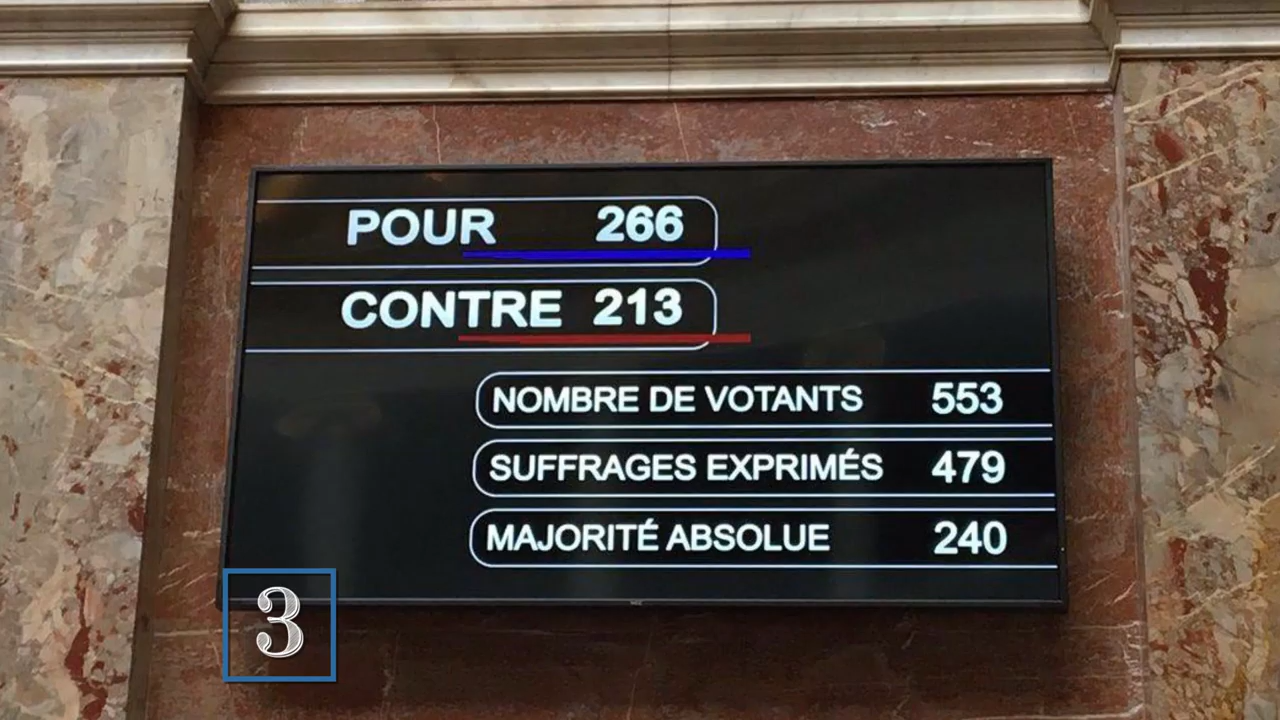 POUR 266
CONTRE 213
NOMBRE DE VOTANTS 553
SUFFRAGES EXPRIMÉS 479
MAJORITÉ ABSOLUE 240
3